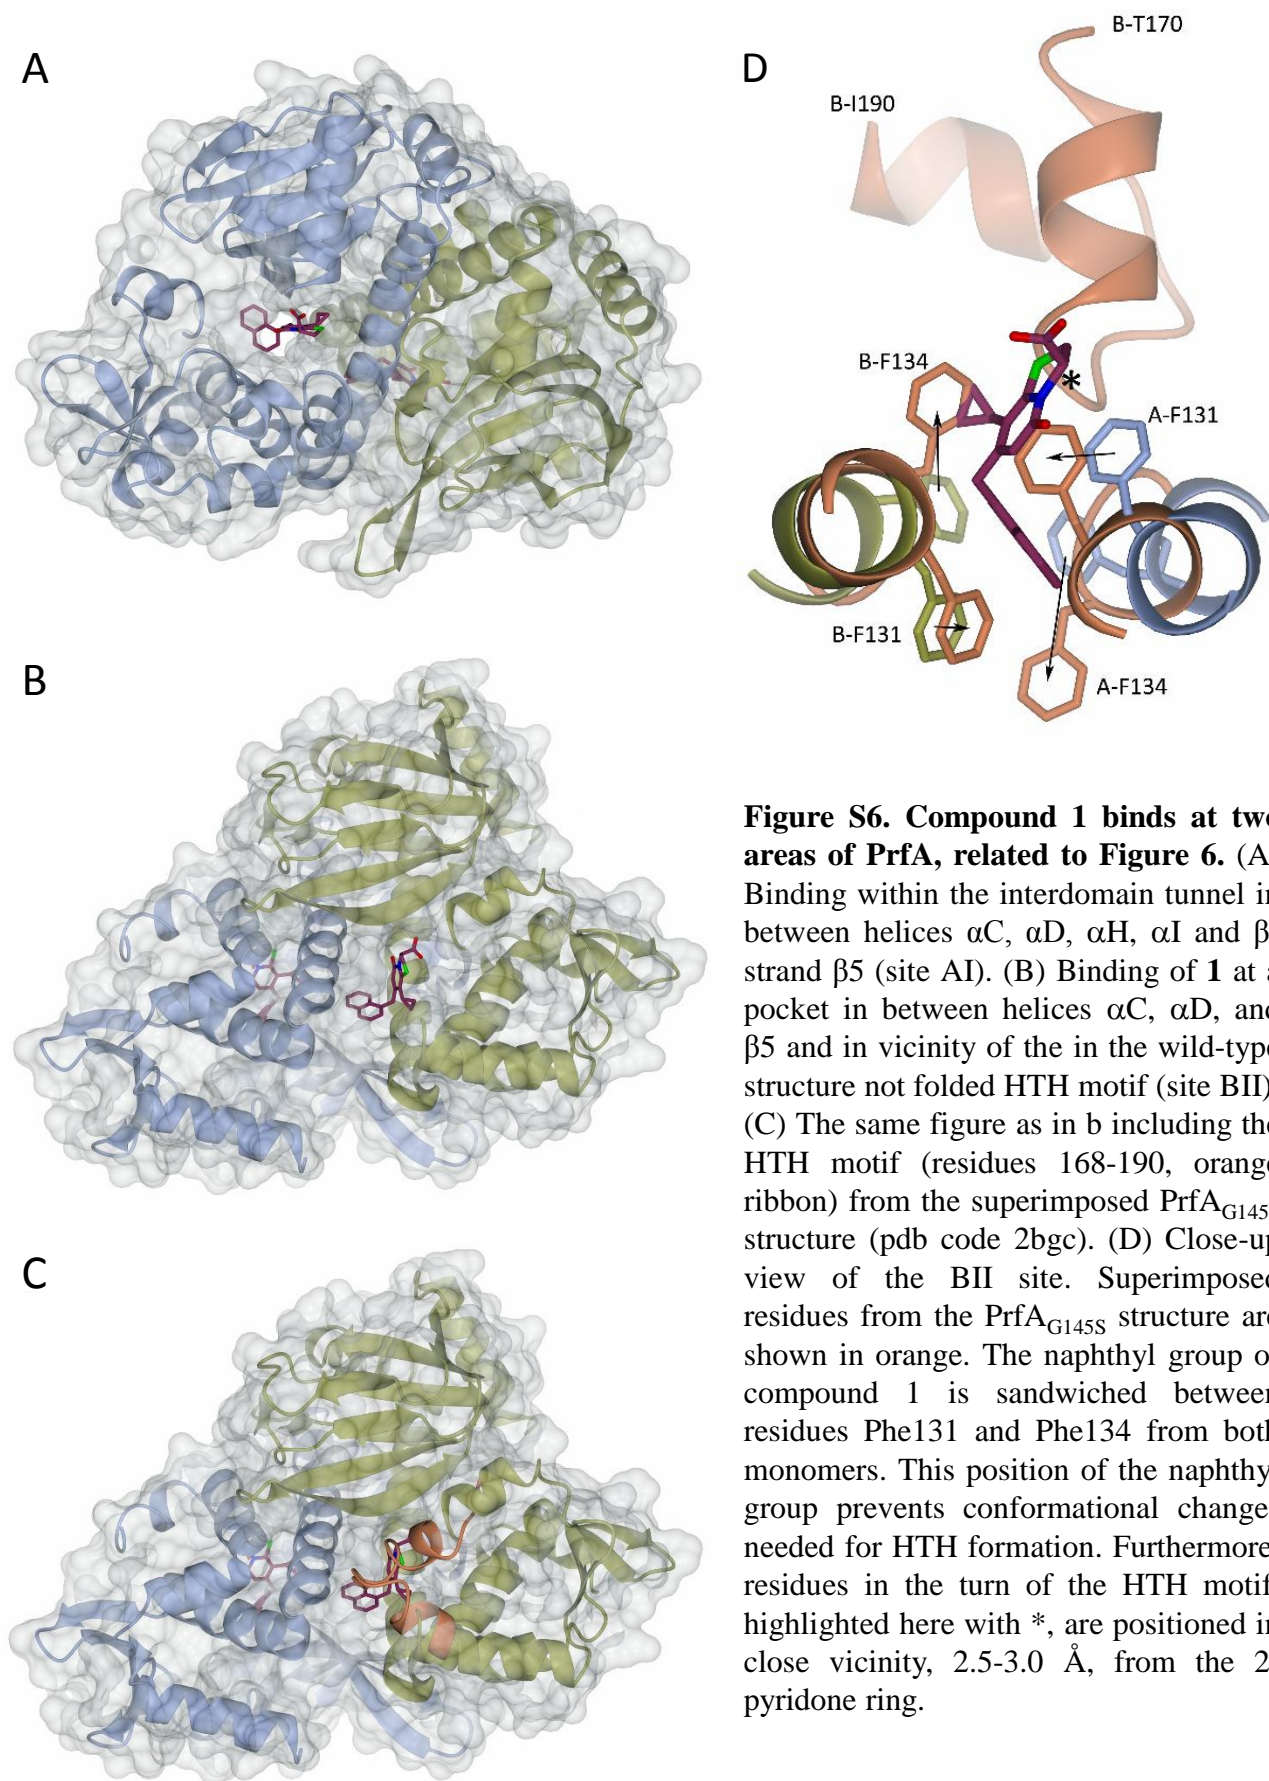 A
D
B-T170
B-I190
B-F134
*
A-F131
B-F131
A-F134
B
C
Figure S6. Compound 1 binds at two
areas of PrfA, related to Figure 6. (A
Binding within the interdomain tunnel in
between helices αC, αD, αH, αI and β
strand β5 (site AI). (B) Binding of 1 at a
pocket in between helices αC, αD, and
β5 and in vicinity of the in the wild-type
structure not folded HTH motif (site BII)
(C) The same figure as in b including the
HTH motif (residues 168-190, orange
ribbon) from the superimposed PrfAG145
structure (pdb code 2bgc). (D) Close-up
view of the BII site. Superimposed
residues from the PrfAG145S structure are
shown in orange. The naphthyl group o
compound 1 is sandwiched between
residues Phe131 and Phe134 from both
monomers. This position of the naphthy
group prevents conformational change
needed for HTH formation. Furthermore
residues in the turn of the HTH motif
highlighted here with *, are positioned in
close vicinity, 2.5-3.0 Å, from the 2
pyridone ring.